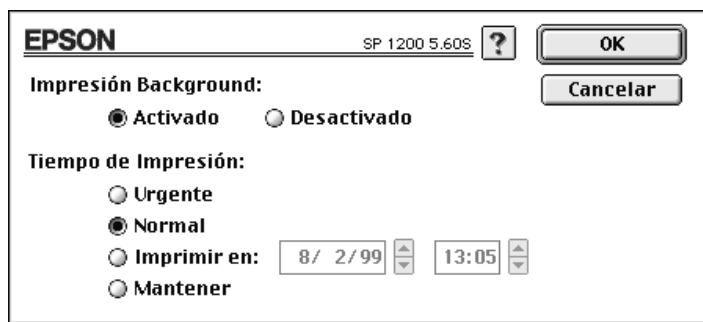 EPSON SP 1200 5.60S ? OK
Impresión Background: Cancelar
Activado Desactivado
Tiempo de Impresión:
Urgente
Normal
Imprimir en: 8/ 2/99 13:05
Mantener